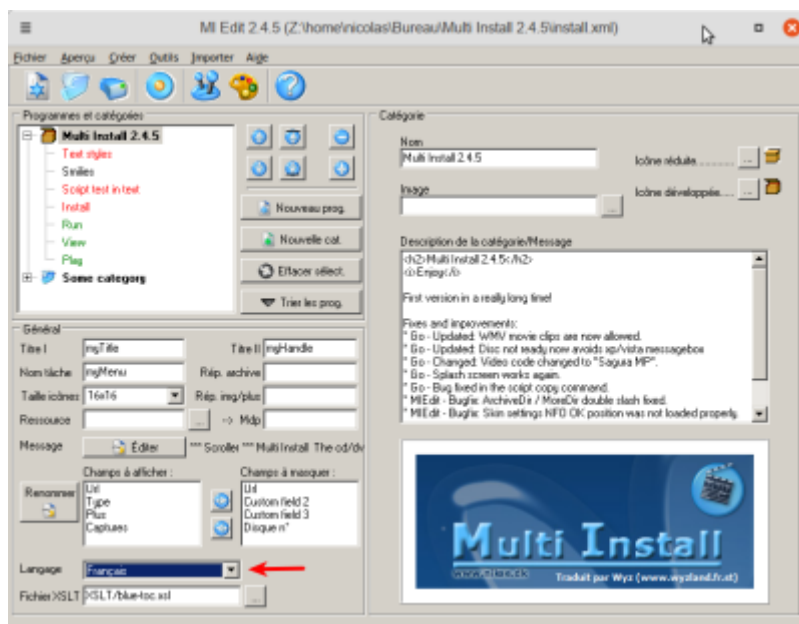 MI Edit 2.4.5 (Z:\home\nicolas\Bureau\Multi Install 2.4.5\install.xml)
Fichier Aperçu Créer Outils Importer Aide
Programmes et catégories
Multi Install 2.4.5
Text styles
Smilies
Script test in text
Install
Run
View
Play
Some category
Nouveau prog.
Nouvelle cat.
Effacer sélect.
Trier les prog.
Catégorie
Nom
Multi Install 2.4.5
Icône réduite
Image
Icône développée
Description de la catégorie/Message
<h2>Multi Install 2.4.5</h2>
<i>Enjoy</i>
First version in a really long time!
Fixes and improvements:
* Go - Updated: WMV movie clips are now allowed.
* Go - Updated: Disc not ready now avoids xp/vista messagebox
* Go - Changed: Video code changed to "Sagura MP".
* Go - Splash screen works again.
* Go - Bug fixed in the script copy command.
* MIEdit - Bugfix: ArchiveDir / MoreDir double slash fixed.
* MIEdit - Bugfix: Skin settings NFO OK position was not loaded properly.
Général
Titre I myTitle Titre II myHandle
Nom tâche myMenu Rép. archive
Taille icônes 16x16 Rép. img/plus
Ressource ... -> Mdp
Message Éditer *** Scroller *** Multi Install The cd/dv
Champs à afficher : Champs à masquer :
Renommer
Url
Type
Plus
Captures
Url
Custom field 2
Custom field 3
Disque n°
Langage Français
Fichier XSLT XSLT/blue-toc.xsl ...
Multi Install
Traduit par Wyz (www.wyzland.fr.st)